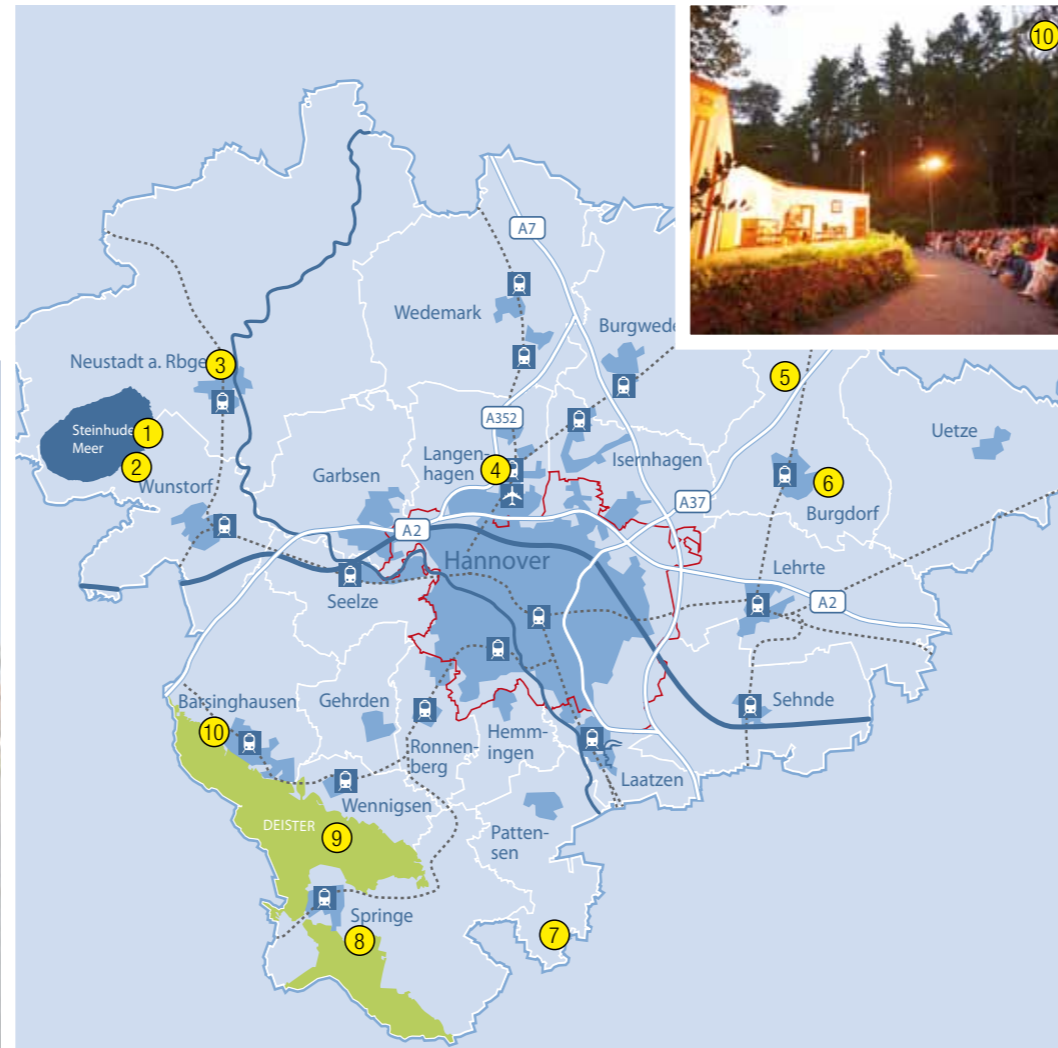 10
A7
Wedemark
Burgwede
Neustadt a. Rbge
3
5
A352
Steinhude
Meer
1
2
Wunstorf
Garbsen
Langen-
hagen
4
Isernhagen
Uetze
6
Burgdorf
A37
A2
Hannover
Lehrte
A2
Seelze
Barsinghausen
10
Gehrden
Ronnen-
berg
Hemm-
ingen
Sehnde
Laatzen
Wennigsen
DEISTER
9
Patten-
sen
Springe
8
7